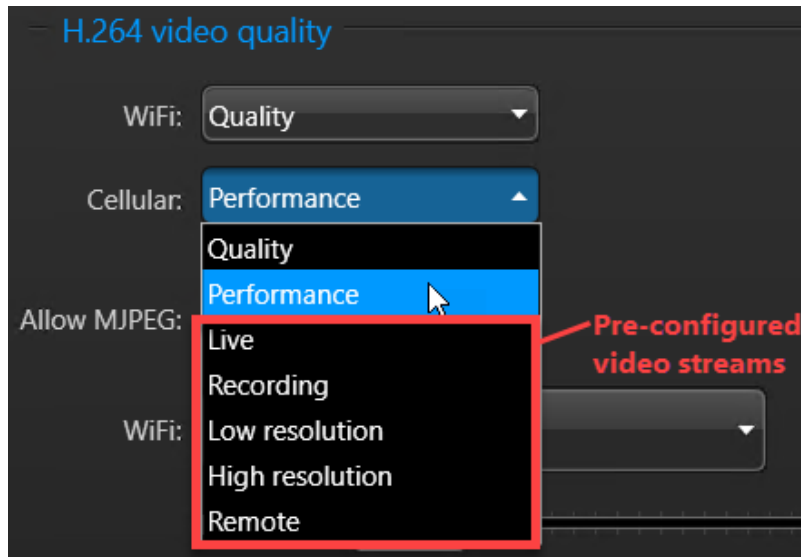 H.264 video quality
WiFi: Quality
Cellular: Performance
Quality
Performance
Allow MJPEG:
Live
Pre-configured
video streams
Recording
WiFi: Low resolution
High resolution
Remote